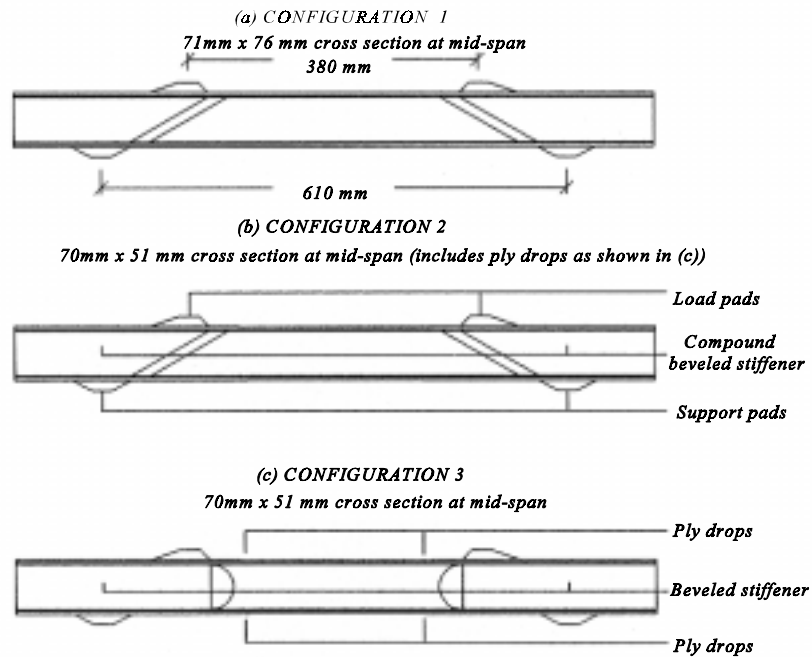 (a) CONFIGURATION 1
71mm x 76 mm cross section at mid-span
380 mm
610 mm
(b) CONFIGURATION 2
70mm x 51 mm cross section at mid-span (includes ply drops as shown in (c))
Load pads
Compound
beveled stiffener
Support pads
(c) CONFIGURATION 3
70mm x 51 mm cross section at mid-span
Ply drops
Beveled stiffener
Ply drops